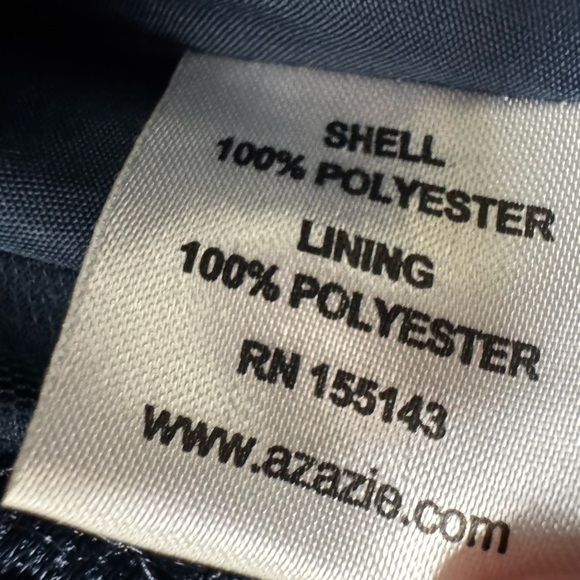 SHELL
100% POLYESTER
LINING
100% POLYESTER
RN 155143
www.azazie.com